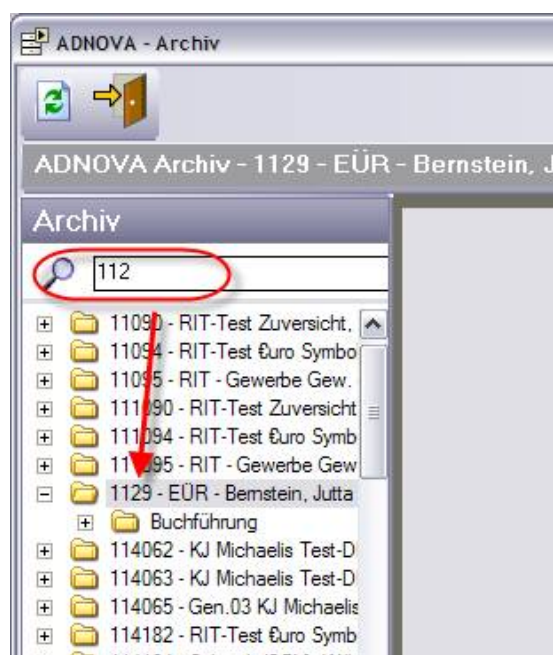 ADNOVA - Archiv
ADNOVA Archiv - 1129 - EÜR - Bernstein, J
Archiv
112
11090 - RIT-Test Zuversicht,
11094 - RIT-Test €uro Symbo
11095 - RIT - Gewerbe Gew.
111090 - RIT-Test Zuversicht
111094 - RIT-Test €uro Symb
111095 - RIT - Gewerbe Gew
1129 - EÜR - Bernstein, Jutta
Buchführung
114062 - KJ Michaelis Test-D
114063 - KJ Michaelis Test-D
114065 - Gen.03 KJ Michaelis
114182 - RIT-Test €uro Symb